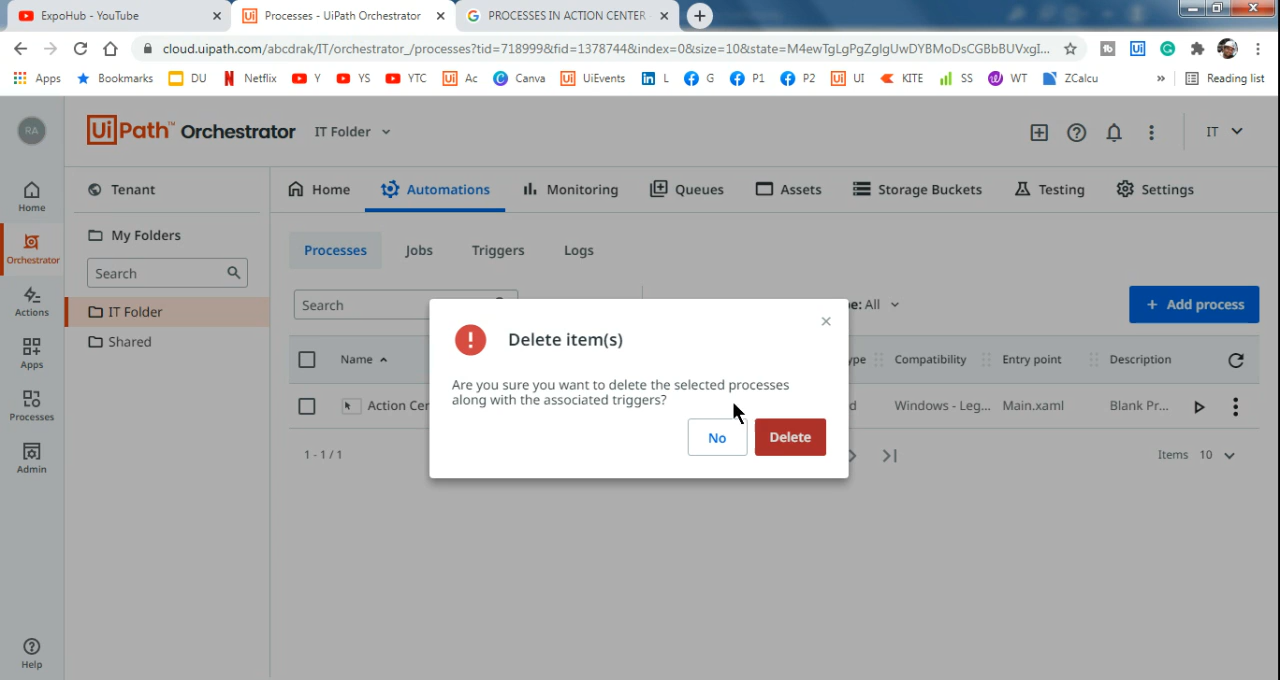 ExpoHub - YouTube
Processes - UiPath Orchestrator
PROCESSES IN ACTION CENTER
cloud.uipath.com/abcdrak/IT/orchestrator_/processes?tid=718999&fid=1378744&index=0&size=10&state=M4ewTgLgPgZglgUwDYBMoDsCGBbBUVxgI...
Apps Bookmarks DU Netflix Y YS YTC Ac Canva UiEvents L G P1 P2 UI KITE SS WT ZCalcu » Reading list
RA
UiPath™ Orchestrator IT Folder
IT
Home
Orchestrator
Actions
Apps
Processes
Admin
Help
Tenant
My Folders
Search
IT Folder
Shared
Home Automations Monitoring Queues Assets Storage Buckets Testing Settings
Processes Jobs Triggers Logs
Search
: All
+ Add process
Name
Compatibility Entry point Description
Action Cer
Windows - Leg... Main.xaml Blank Pr...
1 - 1 / 1
Items 10
Delete item(s)
Are you sure you want to delete the selected processes
along with the associated triggers?
No
Delete